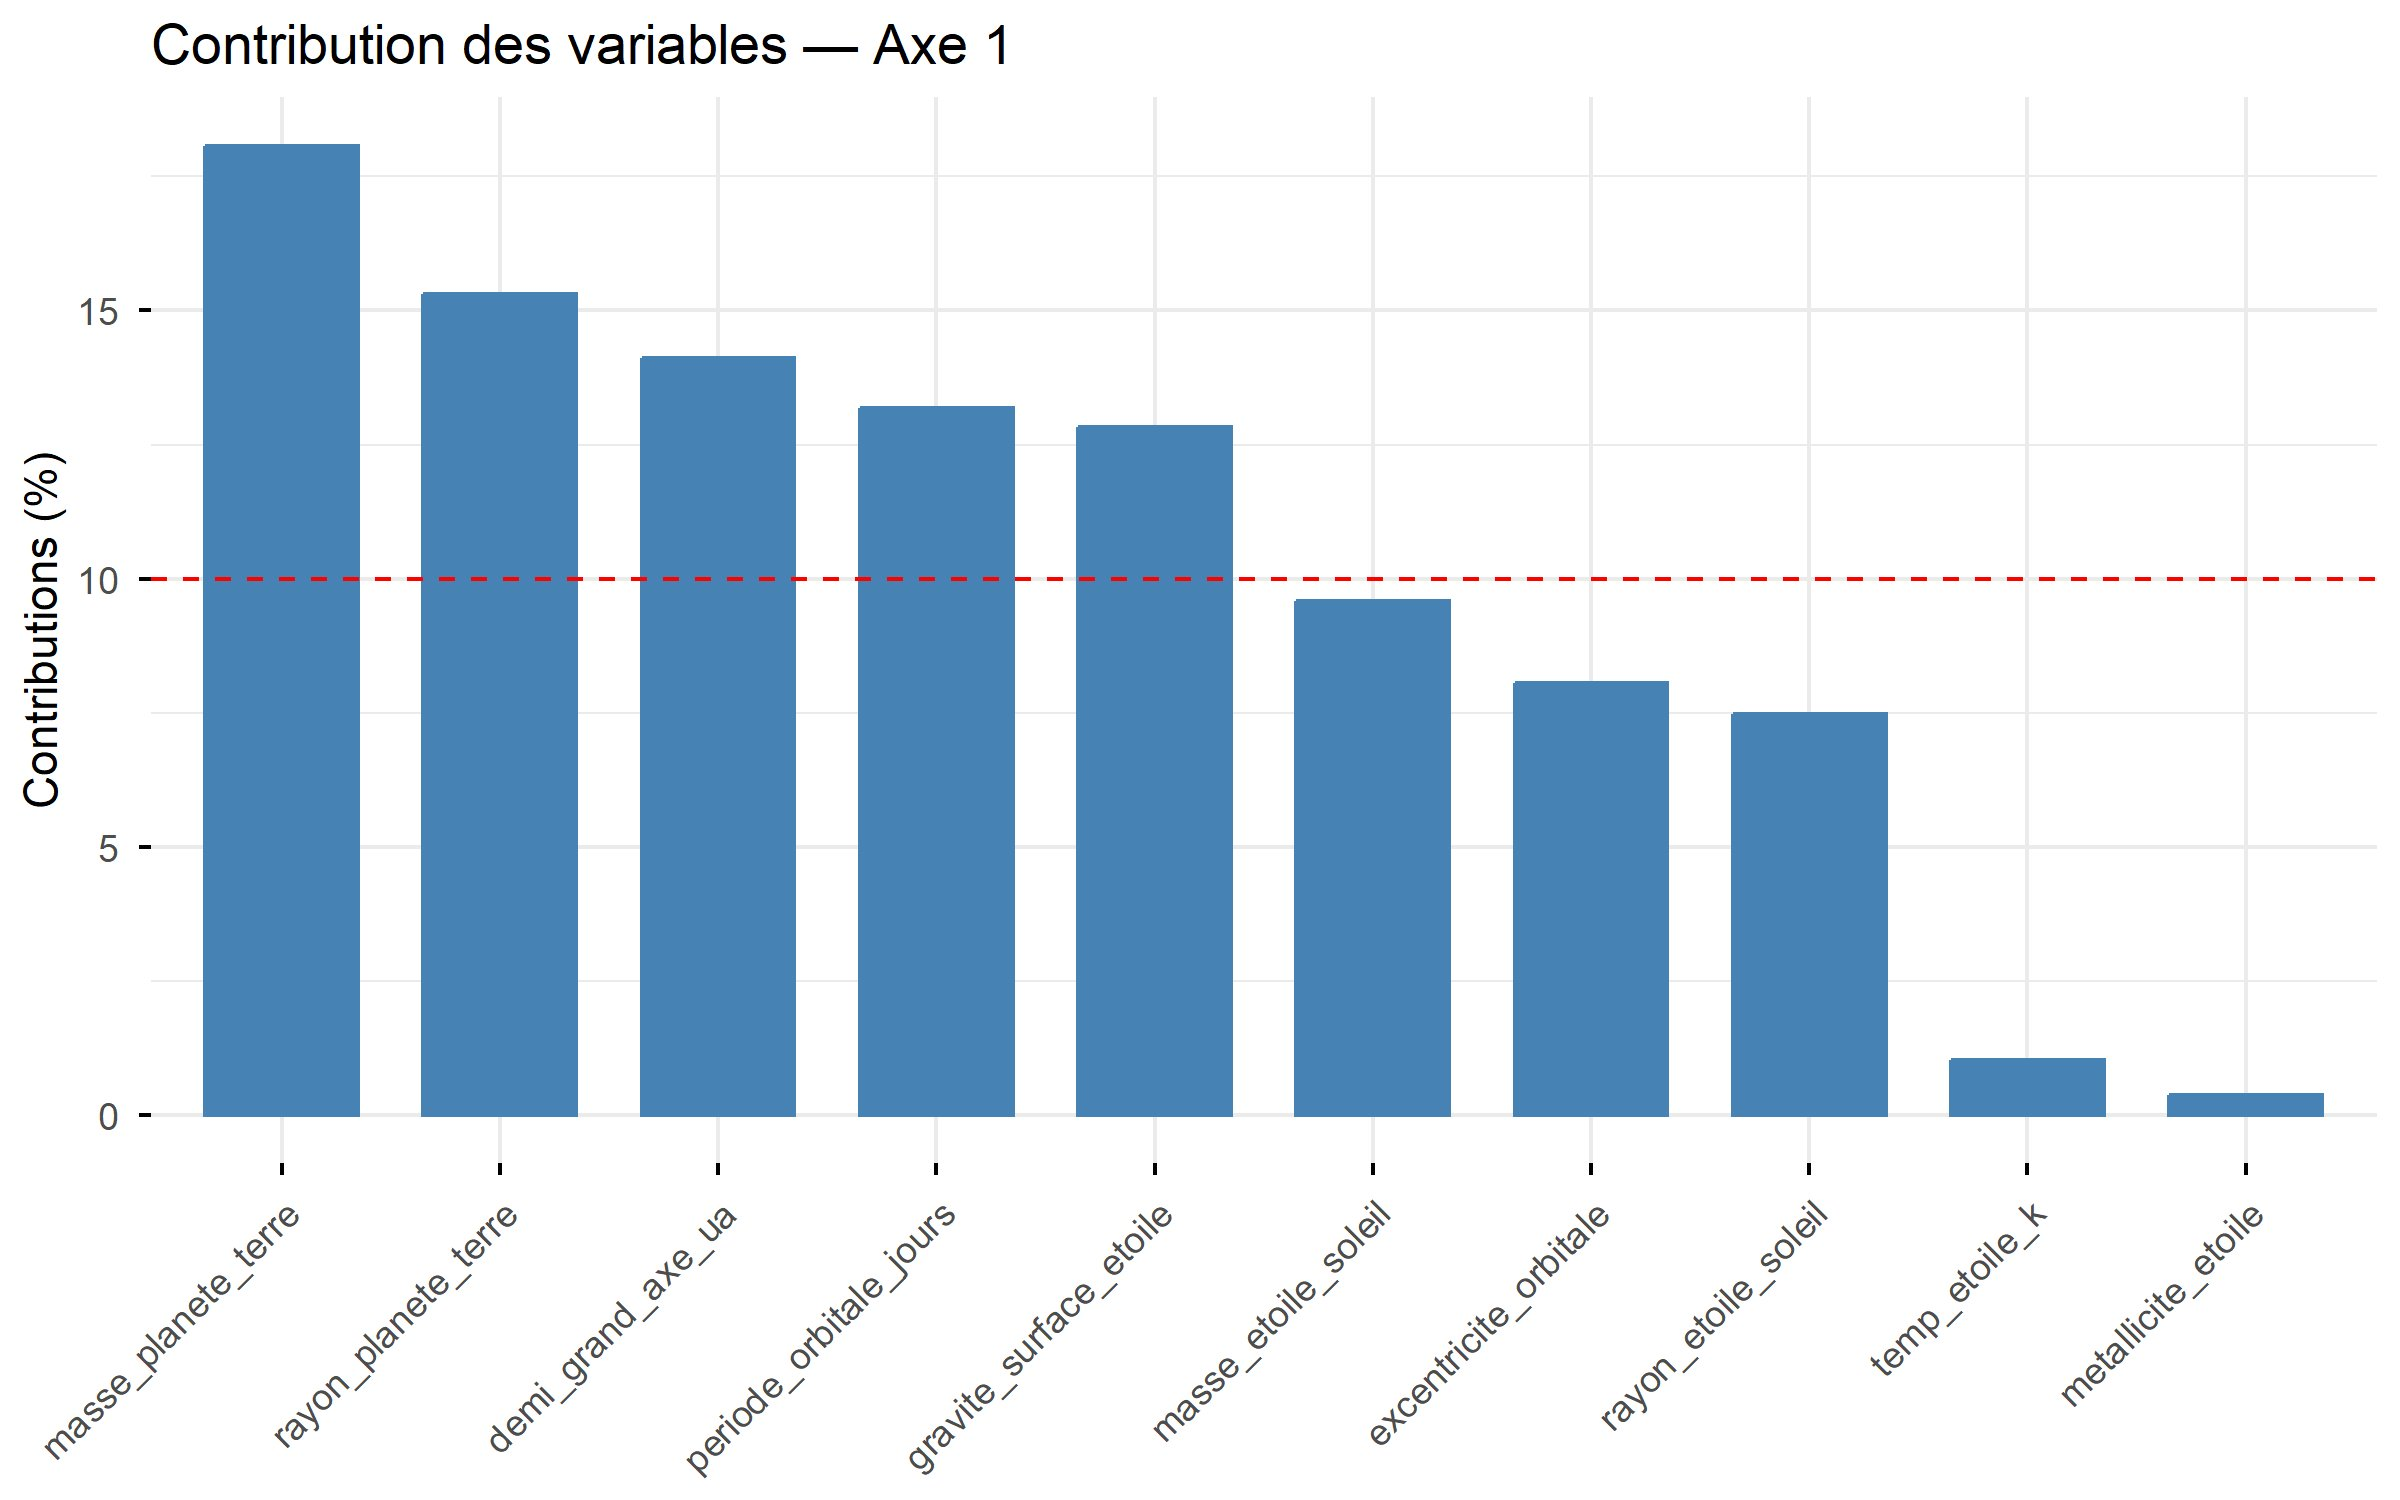 Contribution des variables — Axe 1
Contributions (%)
15
10
5
0
masse_planete_terre
rayon_planete_terre
demi_grand_axe_ua
periode_orbitale_jours
gravite_surface_etoile
masse_etoile_soleil
excentricite_orbitale
rayon_etoile_soleil
temp_etoile_k
metallicite_etoile